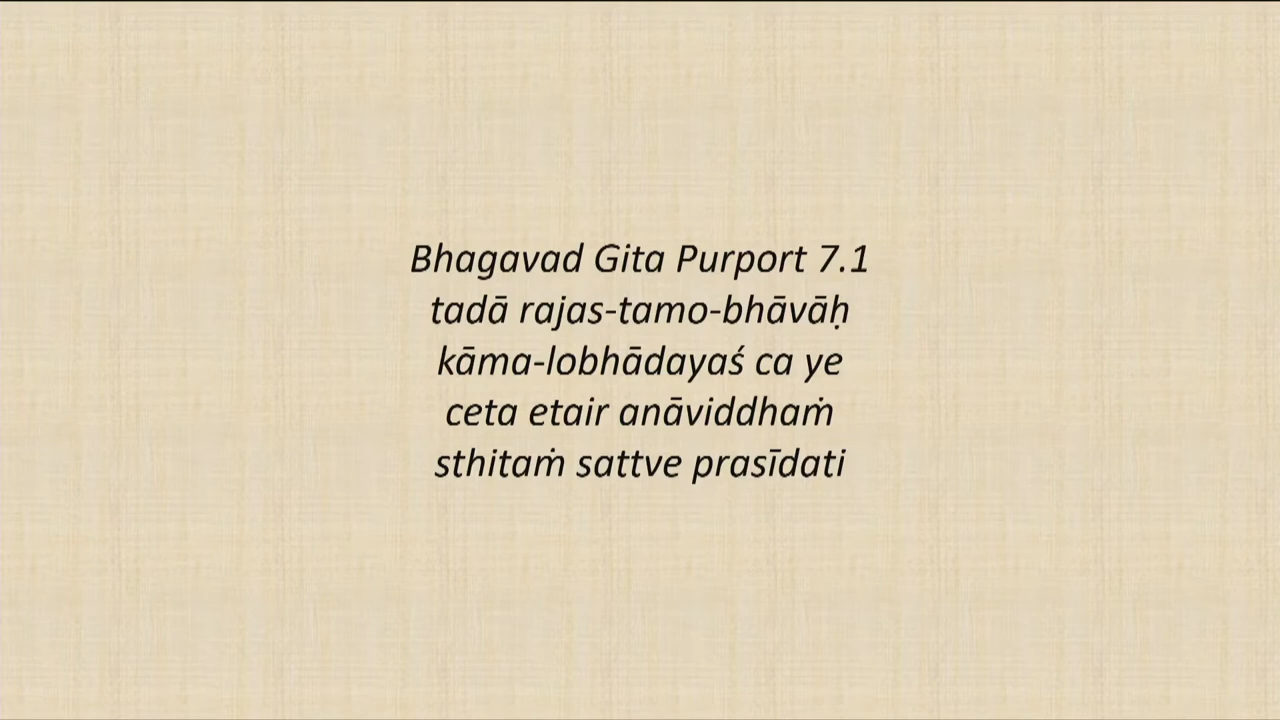 Bhagavad Gita Purport 7.1
tadā rajas-tamo-bhāvāḥ
kāma-lobhādayaś ca ye
ceta etair anāviddhaṁ
sthitaṁ sattve prasīdati